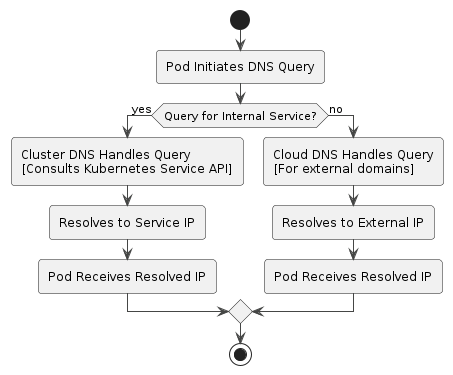 Pod Initiates DNS Query
Query for Internal Service?
yes
no
Cluster DNS Handles Query
[Consults Kubernetes Service API]
Cloud DNS Handles Query
[For external domains]
Resolves to Service IP
Resolves to External IP
Pod Receives Resolved IP
Pod Receives Resolved IP